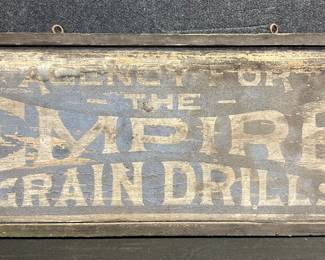 AGENCY FOR
- THE -
EMPIRE
GRAIN DRILLS